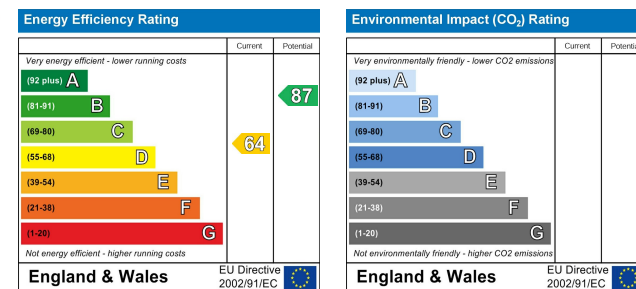 Energy Efficiency Rating
Current Potential
Very energy efficient - lower running costs
(92 plus) A
(81-91) B
(69-80) C
(55-68) D
(39-54) E
(21-38) F
(1-20) G
87
64
Not energy efficient - higher running costs
England & Wales
EU Directive
2002/91/EC
Environmental Impact (CO2) Rating
Current Potential
Very environmentally friendly - lower CO2 emissions
(92 plus) A
(81-91) B
(69-80) C
(55-68) D
(39-54) E
(21-38) F
(1-20) G
Not environmentally friendly - higher CO2 emissions
England & Wales
EU Directive
2002/91/EC